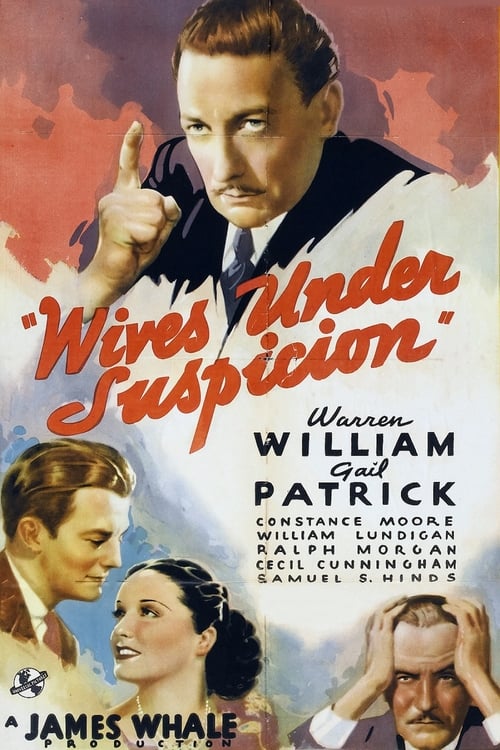 "Wives Under
Suspicion"
Warren
WILLIAM
Gail
PATRICK
CONSTANCE MOORE
WILLIAM LUNDIGAN
RALPH MORGAN
CECIL CUNNINGHAM
SAMUEL S. HINDS
A JAMES WHALE
PRODUCTION